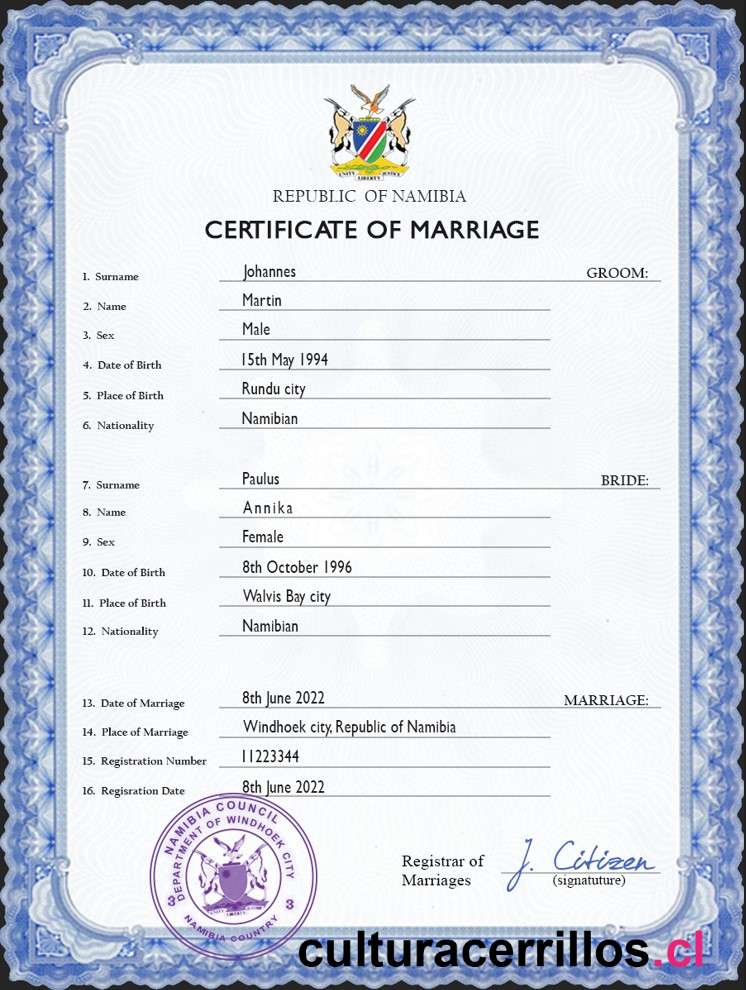 UNITY LIBERTY JUSTICE
REPUBLIC OF NAMIBIA
CERTIFICATE OF MARRIAGE
1. Surname Johannes GROOM:
2. Name Martin
3. Sex Male
4. Date of Birth 15th May 1994
5. Place of Birth Rundu city
6. Nationality Namibian
7. Surname Paulus BRIDE:
8. Name Annika
9. Sex Female
10. Date of Birth 8th October 1996
11. Place of Birth Walvis Bay city
12. Nationality Namibian
13. Date of Marriage 8th June 2022 MARRIAGE:
14. Place of Marriage Windhoek city, Republic of Namibia
15. Registration Number 11223344
16. Regisration Date 8th June 2022
NAMIBIA COUNCIL
DEPARTMENT OF WINDHOEK CITY
3 3
NAMIBIA COUNTRY
Registrar of J. Citizen
Marriages (signatuture)
culturacerrillos.cl